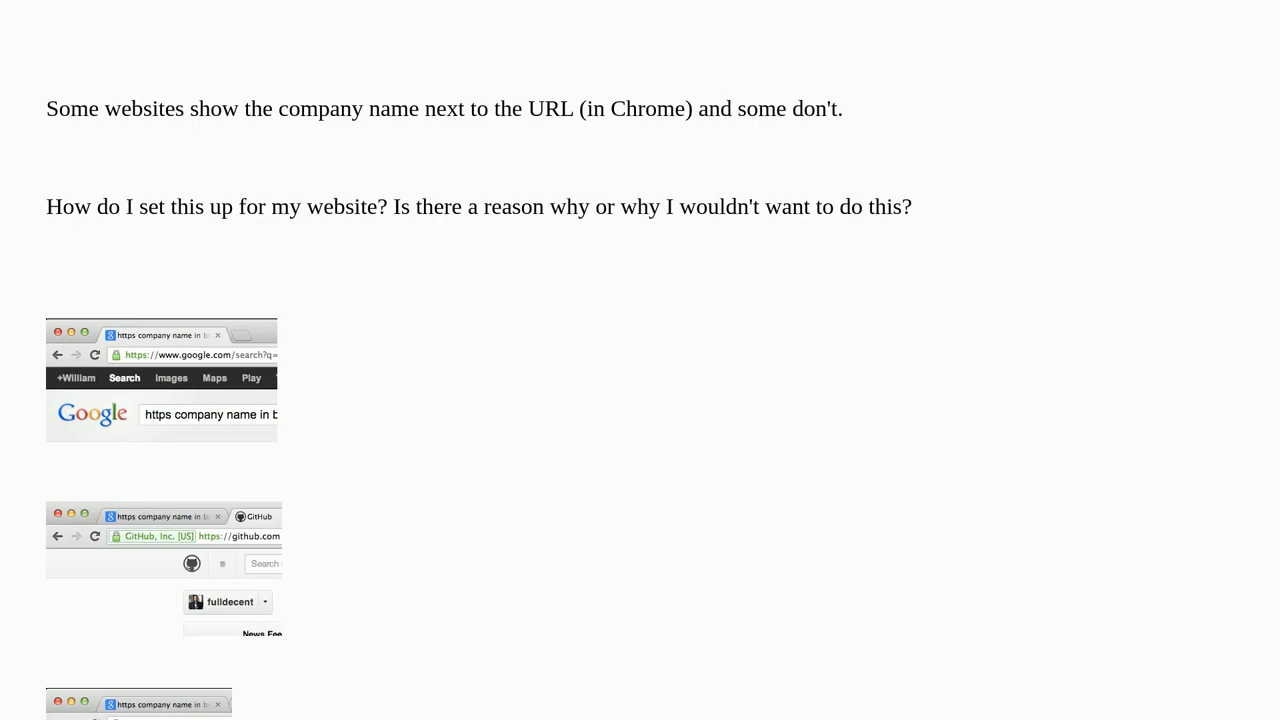 Some websites show the company name next to the URL (in Chrome) and some don't.
How do I set this up for my website? Is there a reason why or why I wouldn't want to do this?
https company name in b
https://www.google.com/search?q=
+William Search Images Maps Play
Google https company name in b
https company name in b GitHub
GitHub, Inc. [US] https://github.com
Search
fulldecent
News Fee
https company name in b